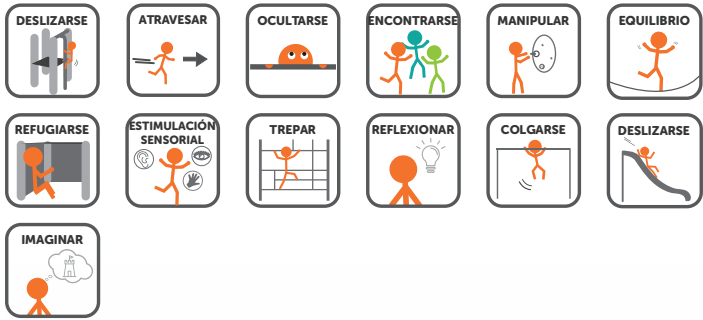 DESLIZARSE
ATRAVESAR
OCULTARSE
ENCONTRARSE
MANIPULAR
EQUILIBRIO
REFUGIARSE
ESTIMULACIÓN
SENSORIAL
TREPAR
REFLEXIONAR
COLGARSE
DESLIZARSE
IMAGINAR